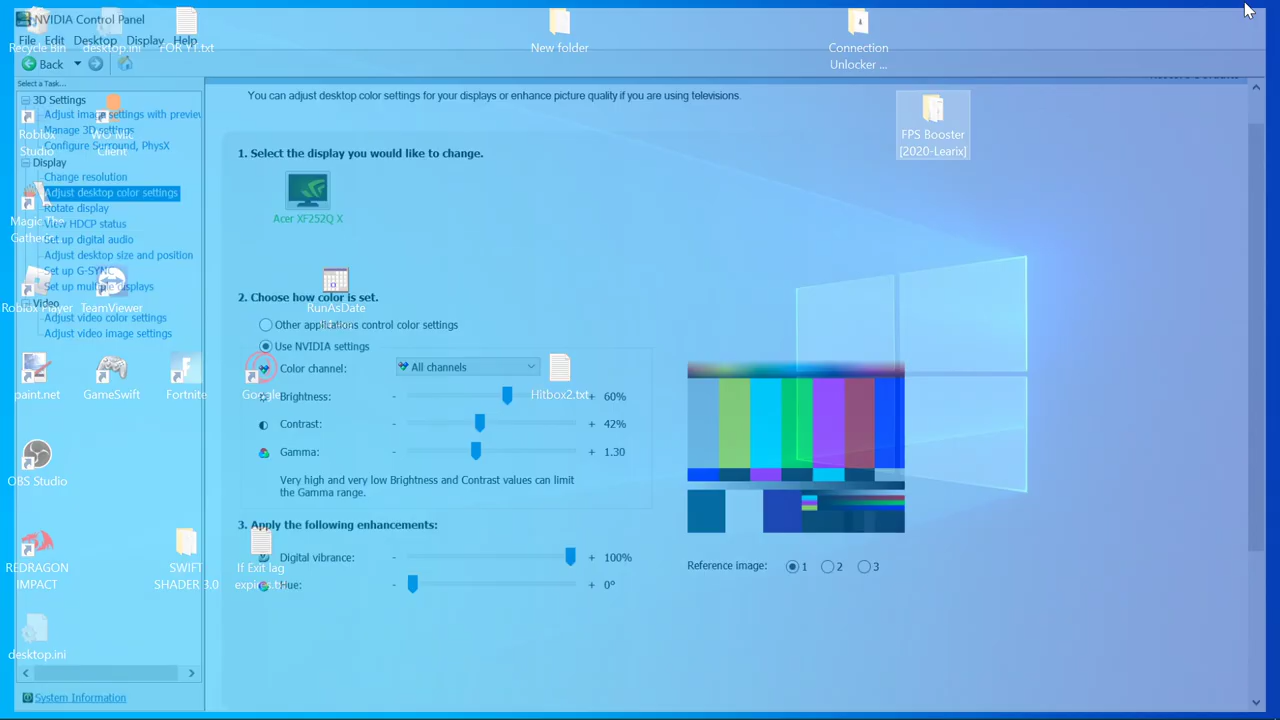 NVIDIA Control Panel
File Edit Desktop Display Help
Back
Select a Task...
3D Settings
Adjust image settings with preview
Manage 3D settings
Configure Surround, PhysX
Display
Change resolution
Adjust desktop color settings
Rotate display
View HDCP status
Set up digital audio
Adjust desktop size and position
Set up G-SYNC
Set up multiple displays
Video
Adjust video color settings
Adjust video image settings
System Information
You can adjust desktop color settings for your displays or enhance picture quality if you are using televisions.
1. Select the display you would like to change.
Acer XF252Q X
2. Choose how color is set.
Other applications control color settings
Use NVIDIA settings
Color channel: All channels
Brightness: - + 60%
Contrast: - + 42%
Gamma: - + 1.30
Very high and very low Brightness and Contrast values can limit
the Gamma range.
3. Apply the following enhancements:
Digital vibrance: - + 100%
Hue: - + 0°
Reference image: 1 2 3
Recycle Bin
desktop.ini
FOR YT.txt
New folder
Connection
Unlocker ...
FPS Booster
[2020-Learix]
Roblox
Studio
WO Mic
Client
Magic The
Gatherin
Roblox Player
TeamViewer
RunAsDate
paint.net
GameSwift
Fortnite
Google
Hitbox2.txt
OBS Studio
REDRAGON
IMPACT
SWIFT
SHADER 3.0
If Exit lag
desktop.ini